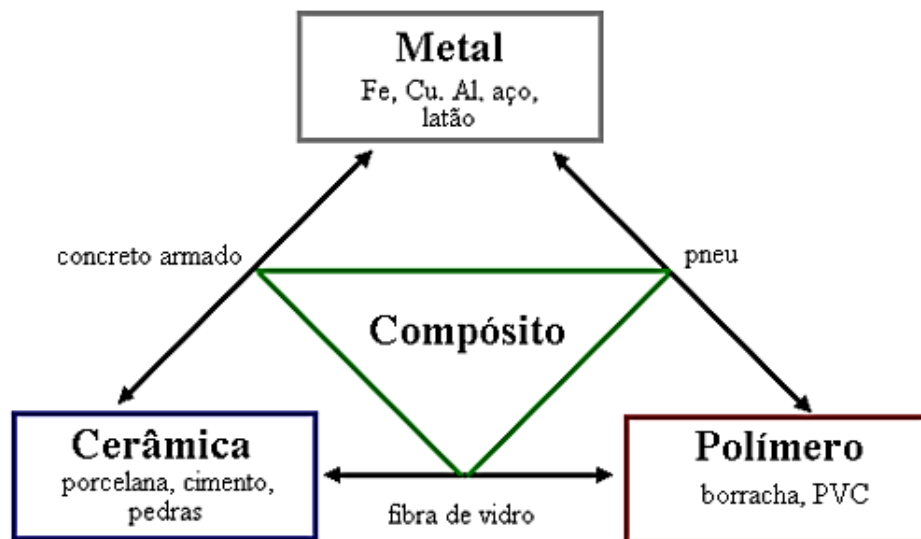 Metal
Fe, Cu. Al. aço,
latão
concreto armado
pneu
Compósito
Cerâmica
porcelana, cimento,
pedras
Polímero
borracha, PVC
fibra de vidro